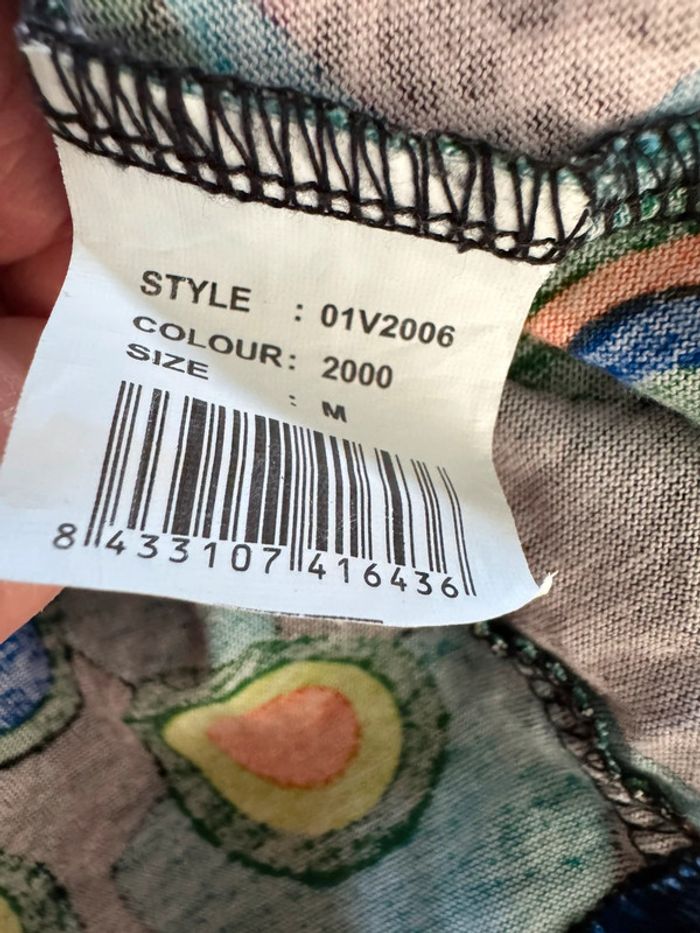 STYLE : 01V2006
COLOUR: 2000
SIZE : M
8 433107 416436